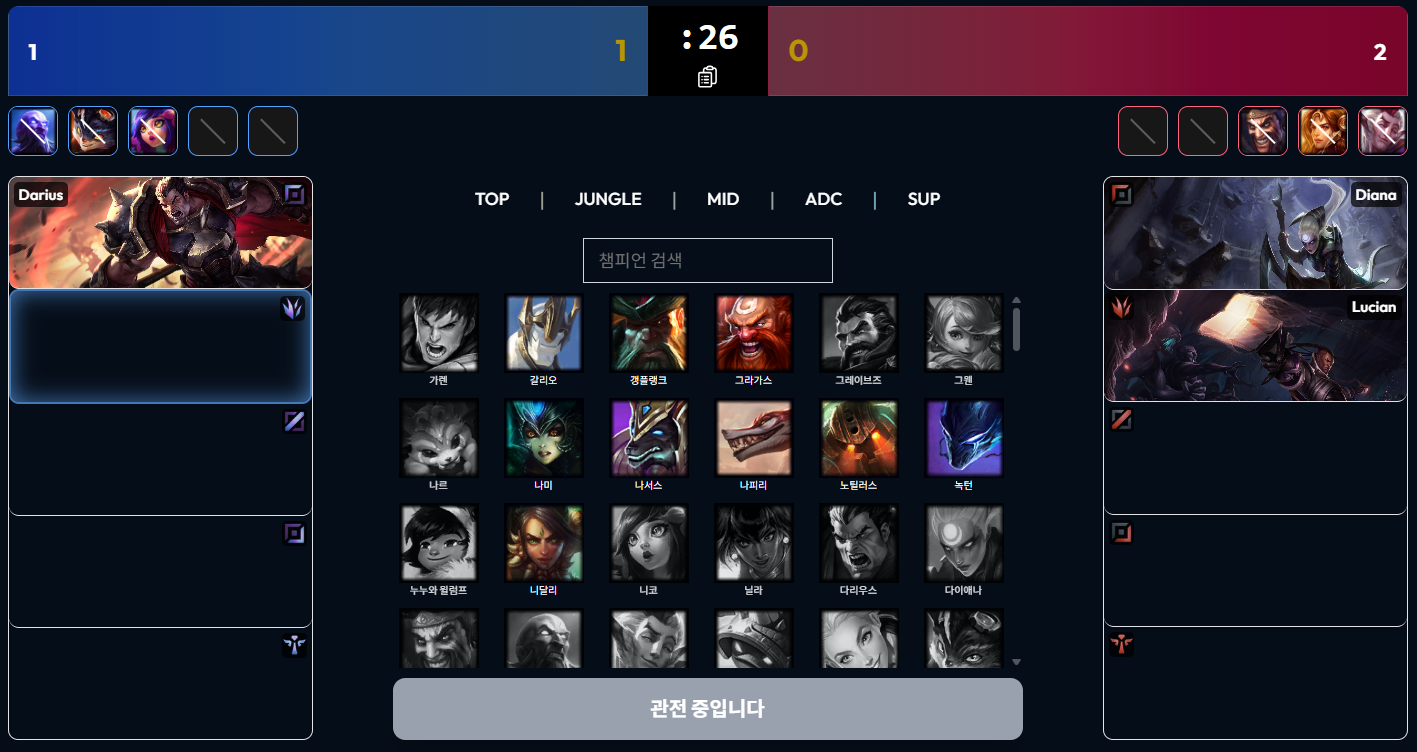 1
1
:26
0
2
Darius
Diana
Lucian
TOP | JUNGLE | MID | ADC | SUP
챔피언 검색
가렌 갈리오 갱플랭크 그라가스 그레이브즈 그웬
나르 나미 나서스 나피리 노틸러스 녹턴
누누와 윌럼프 니달리 니코 닐라 다리우스 다이애나
관전 중입니다